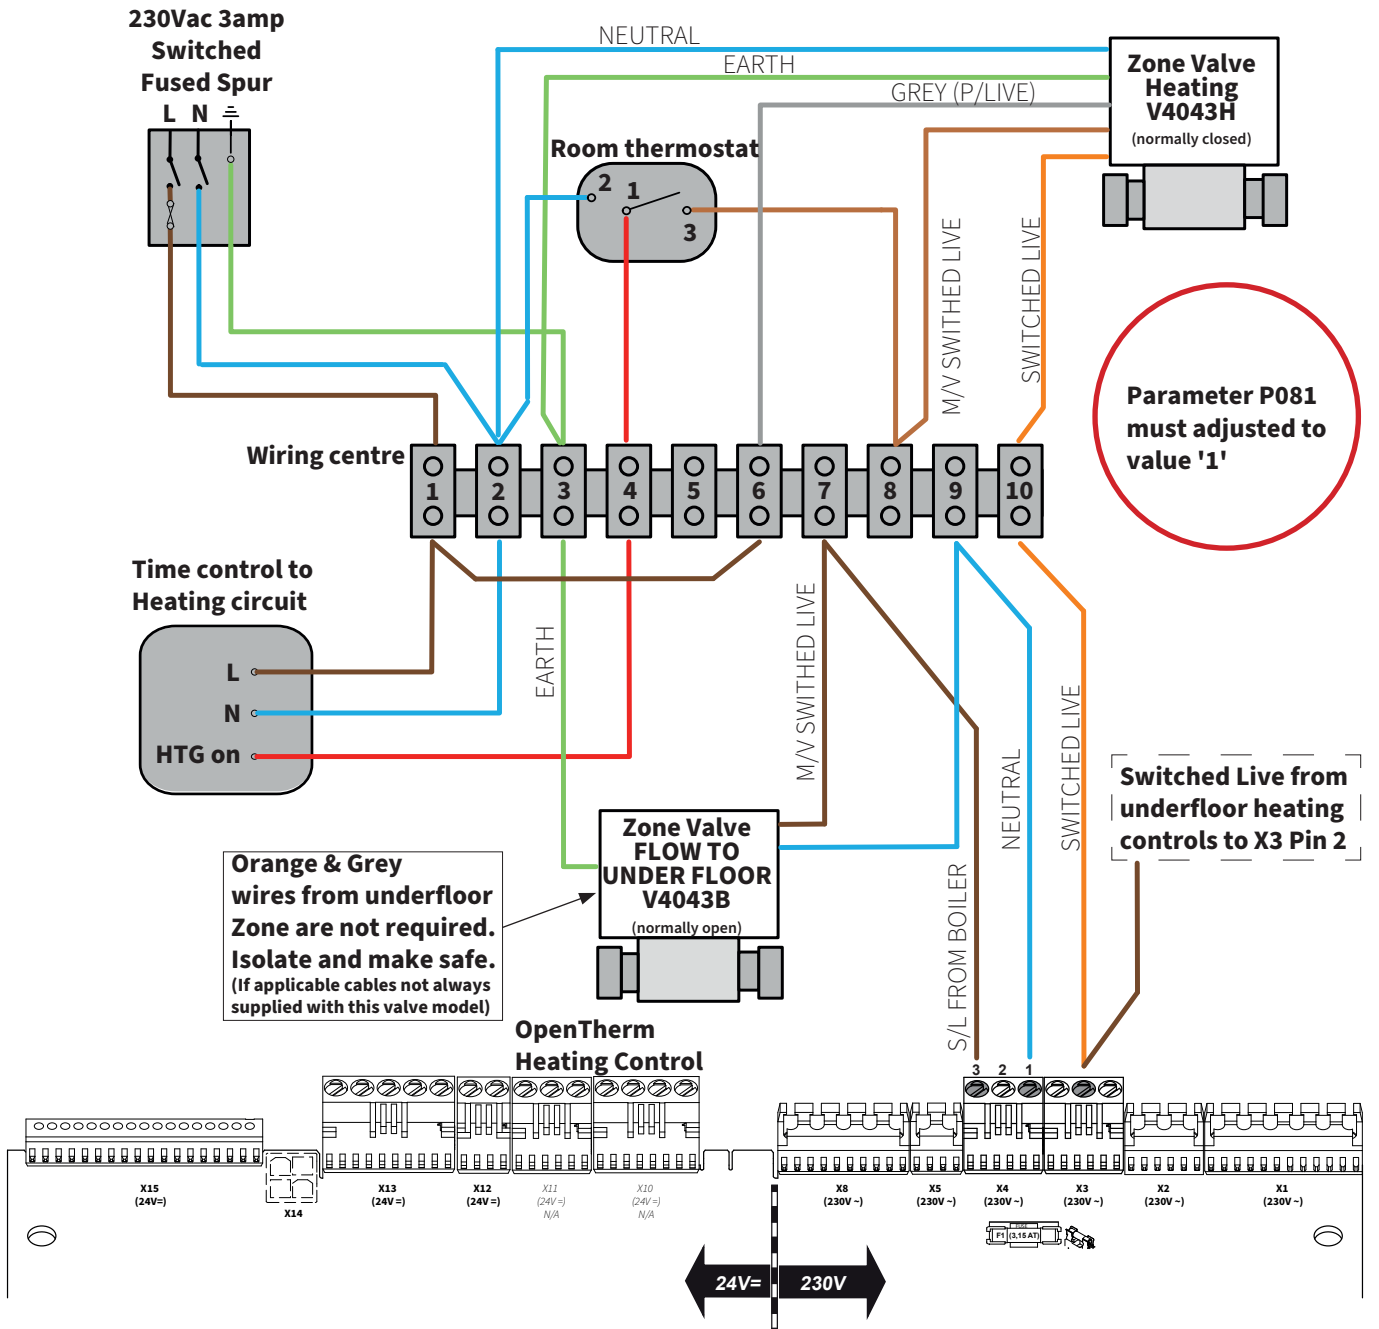 230Vac 3amp
Switched
Fused Spur
L N
NEUTRAL
EARTH
GREY (P/LIVE)
Zone Valve
Heating
V4043H
(normally closed)
Room thermostat
2
1
3
M/V SWITHED LIVE
SWITCHED LIVE
Parameter P081
must adjusted to
value '1'
Wiring centre
1 2 3 4 5 6 7 8 9 10
Time control to
Heating circuit
L
N
HTG on
EARTH
M/V SWITHED LIVE
S/L FROM BOILER
NEUTRAL
SWITCHED LIVE
Switched Live from
underfloor heating
controls to X3 Pin 2
Zone Valve
FLOW TO
UNDER FLOOR
V4043B
(normally open)
Orange & Grey
wires from underfloor
Zone are not required.
Isolate and make safe.
(If applicable cables not always
supplied with this valve model)
OpenTherm
Heating Control
3 2 1
X15
(24V=)
X14
X13
(24V =)
X12
(24V =)
X11
(24V =)
N/A
X10
(24V =)
N/A
X8
(230V ~)
X5
(230V ~)
X4
(230V ~)
X3
(230V ~)
X2
(230V ~)
X1
(230V ~)
FUSE
F1 (3,15 AT)
24V= 230V